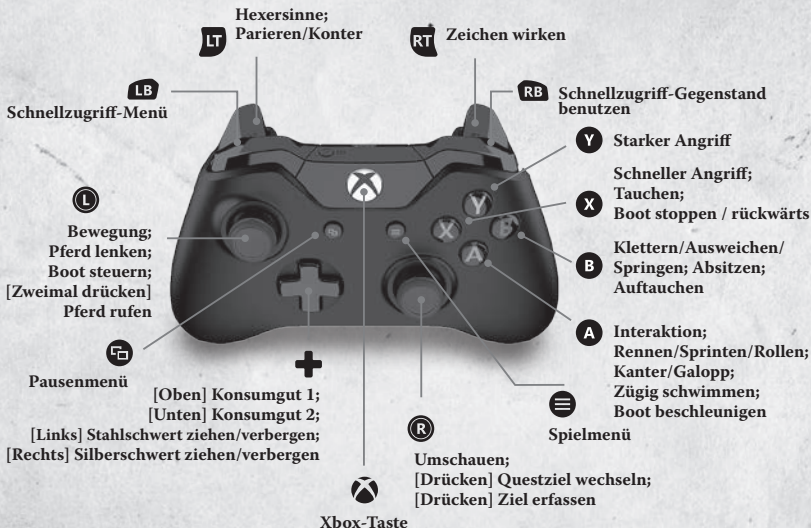 Hexersinne;
Parieren/Konter
LT
RT
Zeichen wirken
LB
Schnellzugriff-Menü
RB
Schnellzugriff-Gegenstand
benutzen
Y
Starker Angriff
X
Schneller Angriff;
Tauchen;
Boot stoppen / rückwärts
B
Klettern/Ausweichen/
Springen; Absitzen;
Auftauchen
A
Interaktion;
Rennen/Sprinten/Rollen;
Kanter/Galopp;
Zügig schwimmen;
Boot beschleunigen
L
Bewegung;
Pferd lenken;
Boot steuern;
[Zweimal drücken]
Pferd rufen
Y
X
B
A
Pausenmenü
[Oben] Konsumgut 1;
[Unten] Konsumgut 2;
[Links] Stahlschwert ziehen/verbergen;
[Rechts] Silberschwert ziehen/verbergen
Spielmenü
R
Umschauen;
[Drücken] Questziel wechseln;
[Drücken] Ziel erfassen
Xbox-Taste